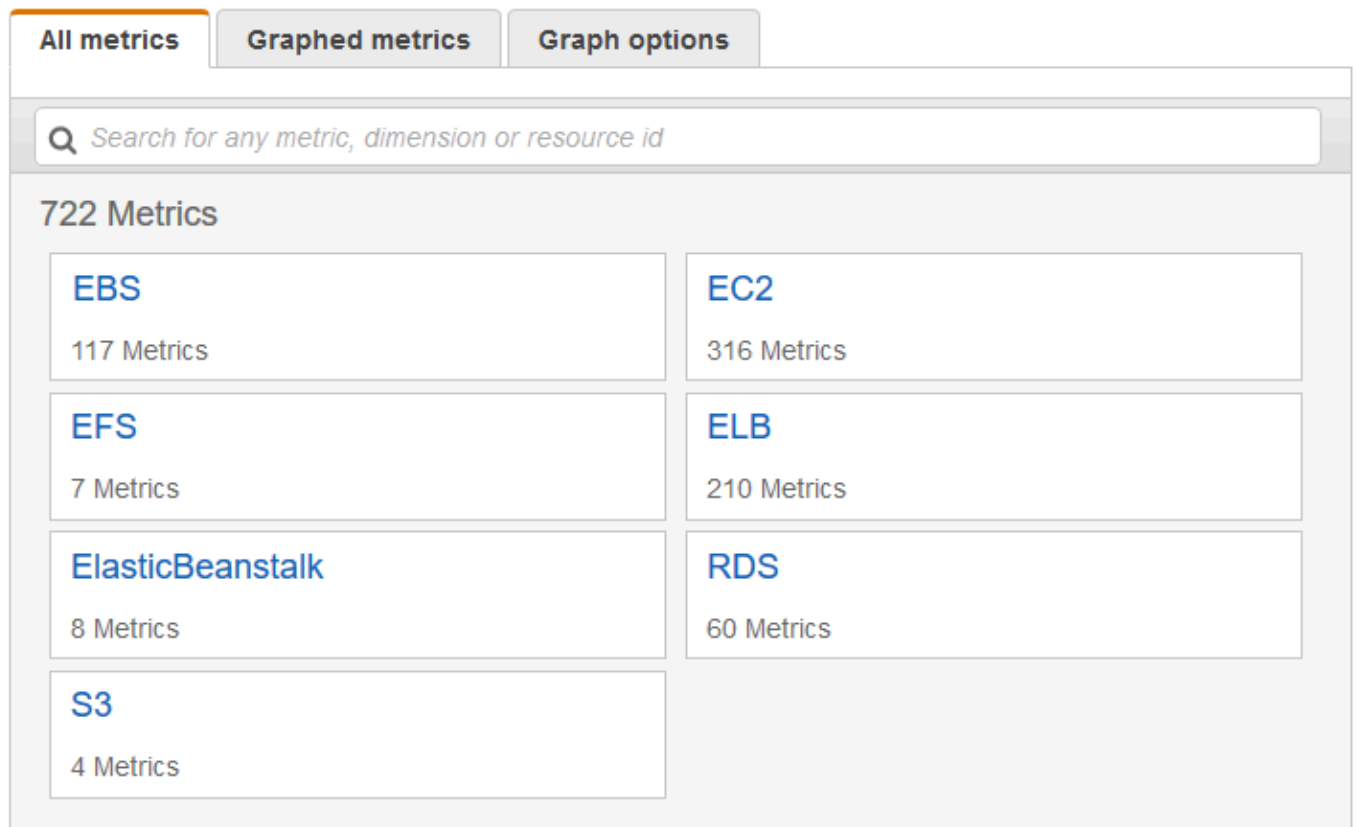 All metrics Graphed metrics Graph options
Search for any metric, dimension or resource id
722 Metrics
EBS
117 Metrics
EC2
316 Metrics
EFS
7 Metrics
ELB
210 Metrics
ElasticBeanstalk
8 Metrics
RDS
60 Metrics
S3
4 Metrics